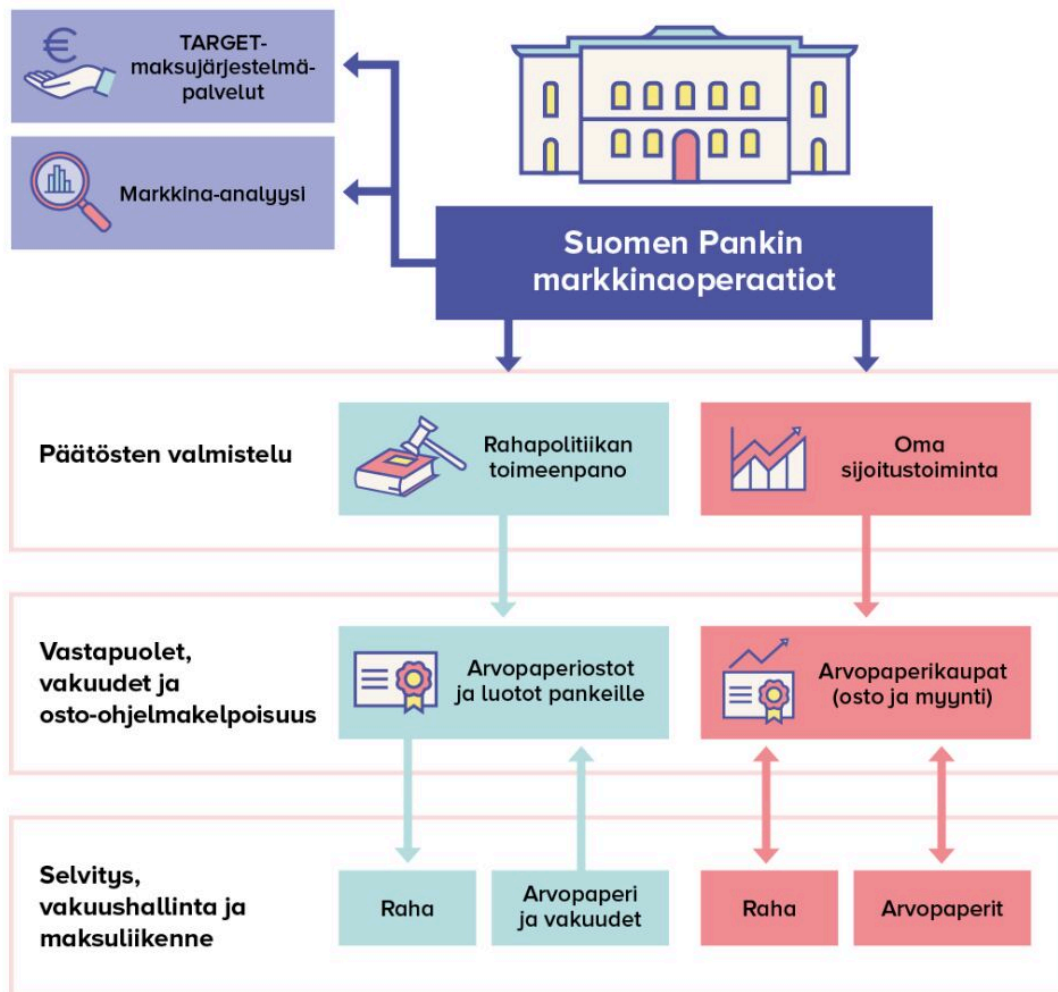 TARGET-
maksujärjestelmä-
palvelut
Markkina-analyysi
Suomen Pankin
markkinaoperaatiot
Päätösten valmistelu
Rahapolitiikan
toimeenpano
Oma
sijoitustoiminta
Vastapuolet,
vakuudet ja
osto-ohjelmakelpoisuus
Arvopaperiostot
ja luotot pankeille
Arvopaperikaupat
(osto ja myynti)
Selvitys,
vakuushallinta ja
maksuliikenne
Raha
Arvopaperi
ja vakuudet
Raha
Arvopaperit